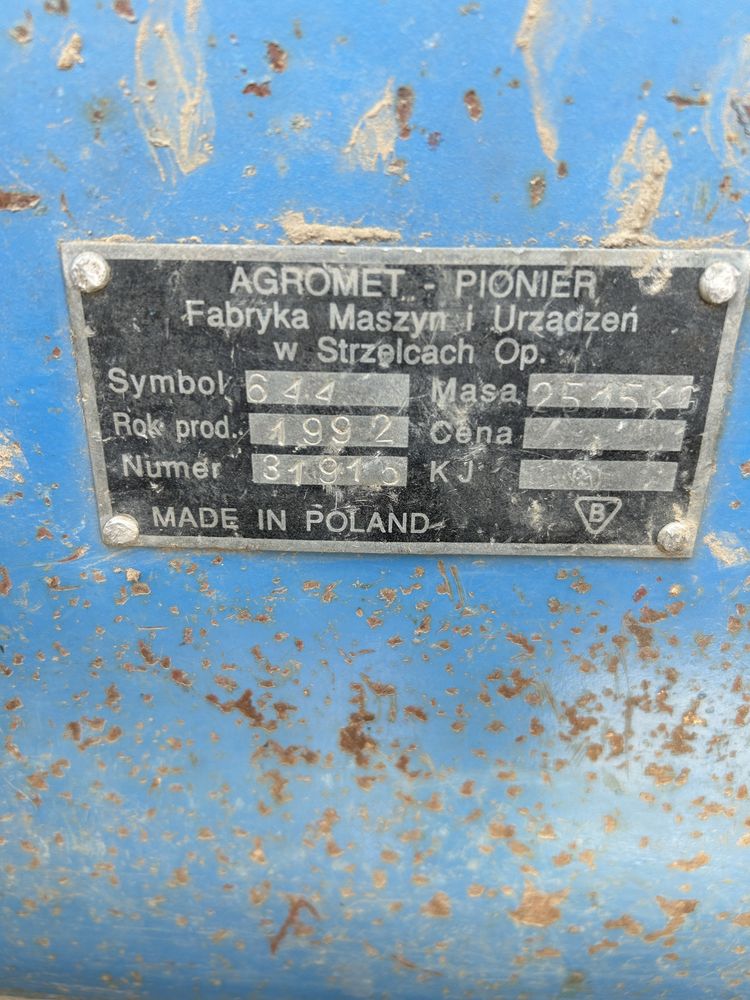 AGROMET - PIONIER
Fabryka Maszyn i Urządzeń
w Strzelcach Op.
Symbol 644 Masa 2515KG
Rok prod. 1992 Cena
Numer KJ
MADE IN POLAND B